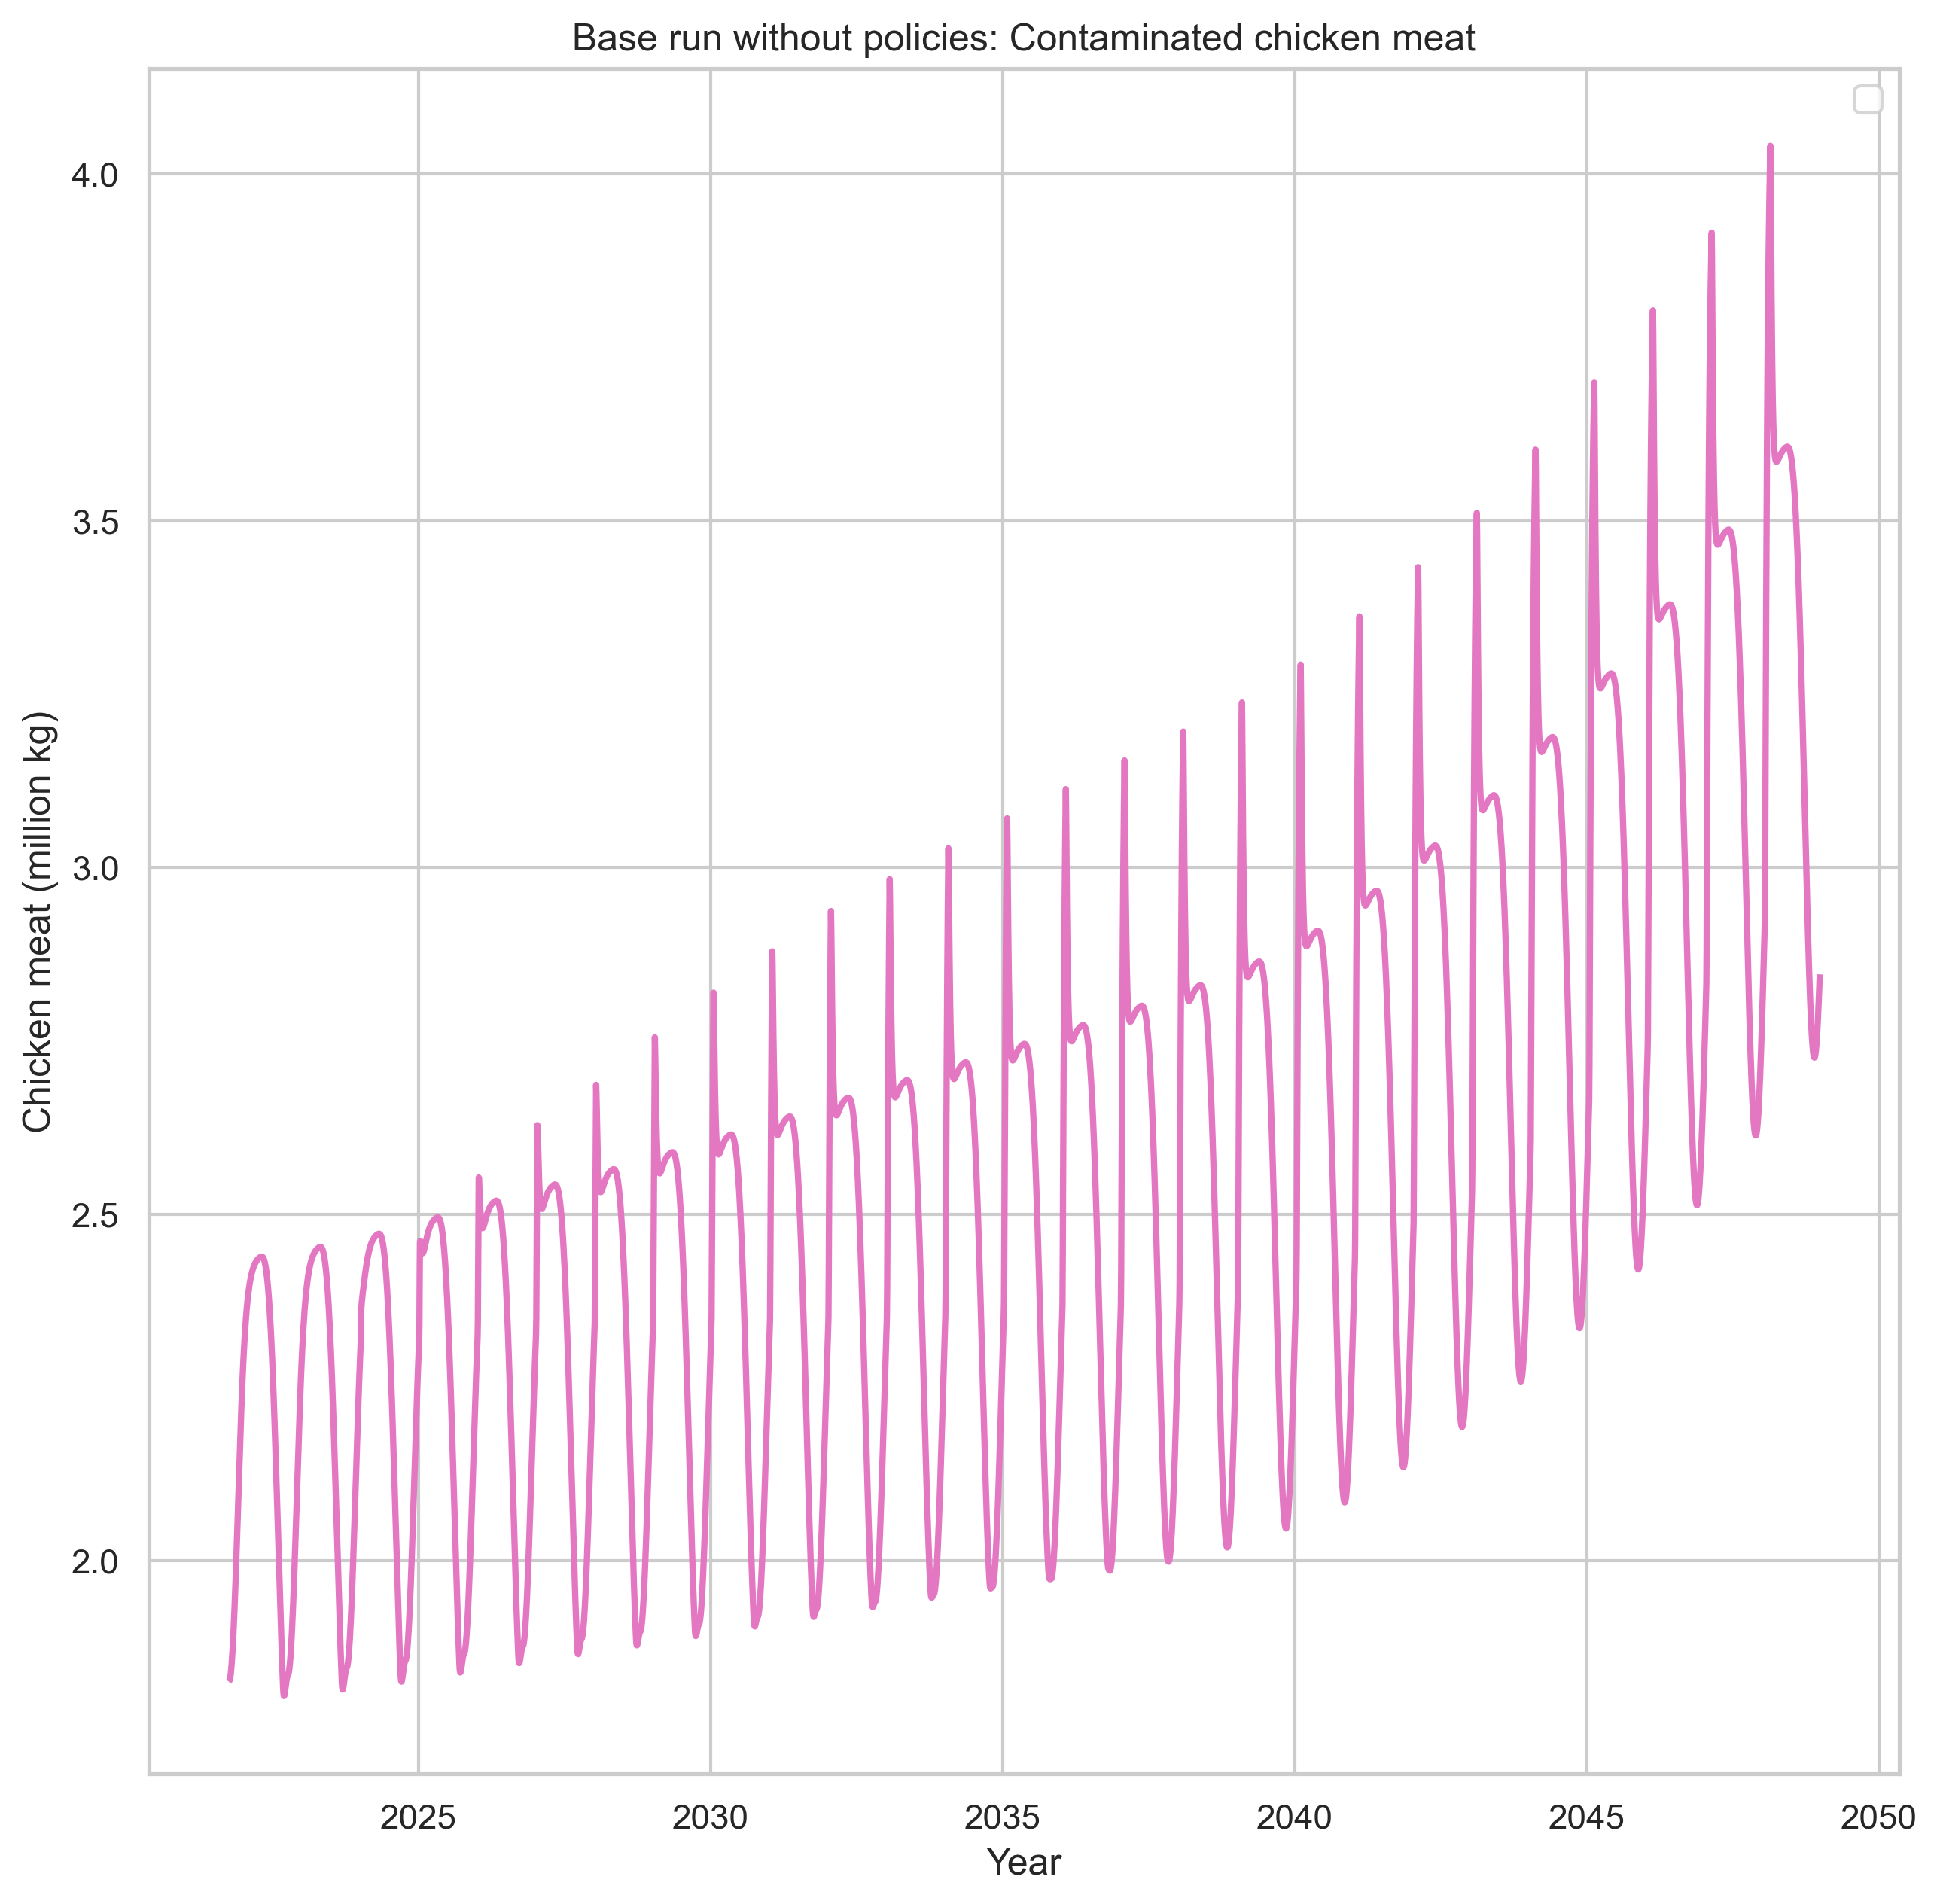 Base run without policies: Contaminated chicken meat
4.0
3.5
3.0
2.5
2.0
Chicken meat (million kg)
2025 2030 2035 2040 2045 2050
Year